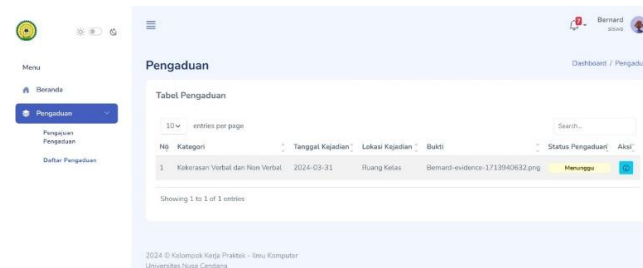 2
Bernard
siswa
Menu
Beranda
Pengaduan
Pengajuan
Pengaduan
Daftar Pengaduan
Pengaduan
Dashboard / Pengadu
Tabel Pengaduan
10 entries per page
Search...
No Kategori Tanggal Kejadian Lokasi Kejadian Bukti Status Pengaduan Aksi
1 Kekerasan Verbal dan Non Verbal 2024-03-31 Ruang Kelas Bernard-evidence-1713940632.png Menunggu
Showing 1 to 1 of 1 entries
2024 © Kelompok Kerja Praktek - Ilmu Komputer
Universitas Nusa Cendana